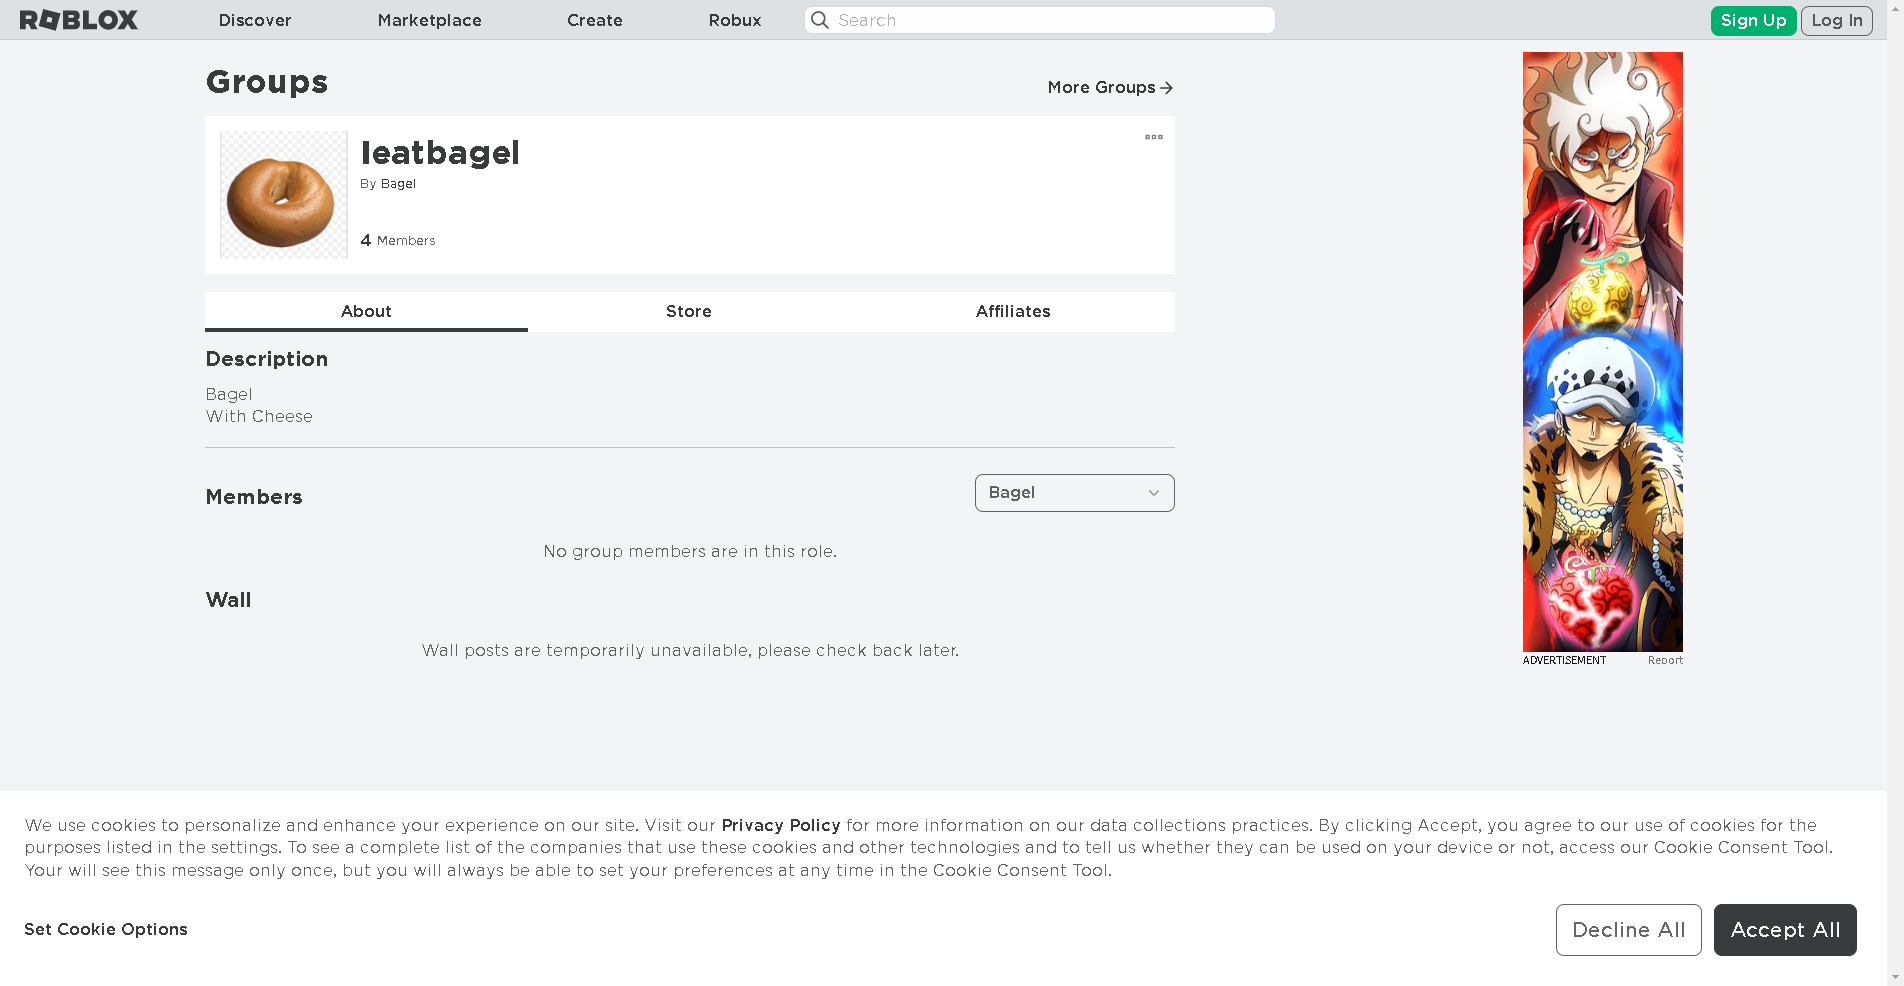 ROBLOX
Discover
Marketplace
Create
Robux
Search
Sign Up
Log In
Groups
More Groups
Ieatbagel
By Bagel
4 Members
About
Store
Affiliates
Description
Bagel
With Cheese
Members
Bagel
No group members are in this role.
Wall
Wall posts are temporarily unavailable, please check back later.
ADVERTISEMENT
Report
We use cookies to personalize and enhance your experience on our site. Visit our Privacy Policy for more information on our data collections practices. By clicking Accept, you agree to our use of cookies for the
purposes listed in the settings. To see a complete list of the companies that use these cookies and other technologies and to tell us whether they can be used on your device or not, access our Cookie Consent Tool.
Your will see this message only once, but you will always be able to set your preferences at any time in the Cookie Consent Tool.
Set Cookie Options
Decline All
Accept All